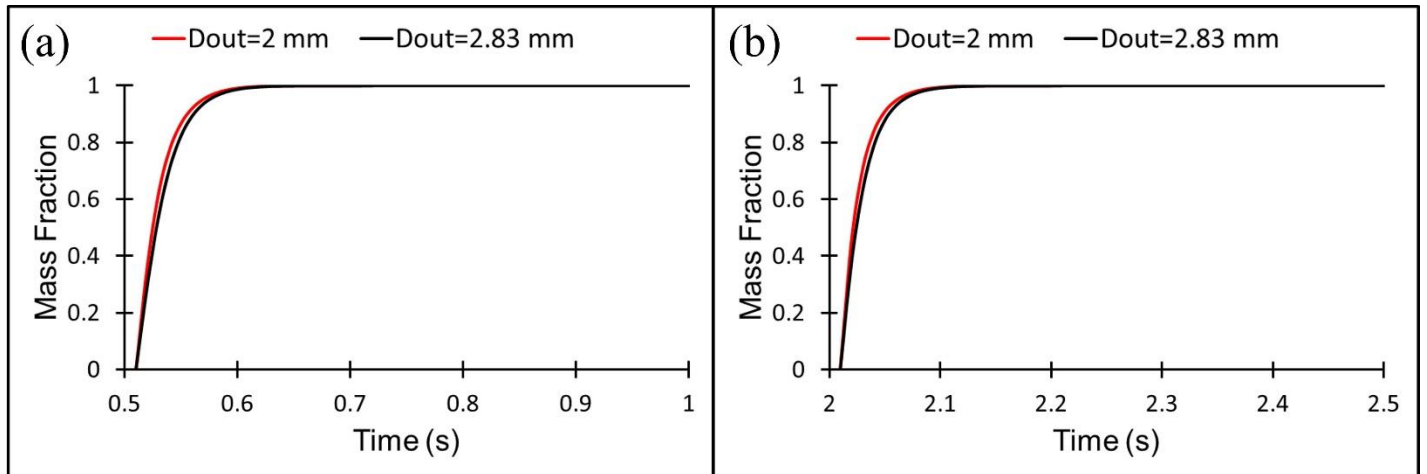 (a)
Dout=2 mm Dout=2.83 mm
1
0.8
0.6
0.4
0.2
0
Mass Fraction
0.5 0.6 0.7 0.8 0.9 1
Time (s)
(b)
Dout=2 mm Dout=2.83 mm
1
0.8
0.6
0.4
0.2
0
Mass Fraction
2 2.1 2.2 2.3 2.4 2.5
Time (s)